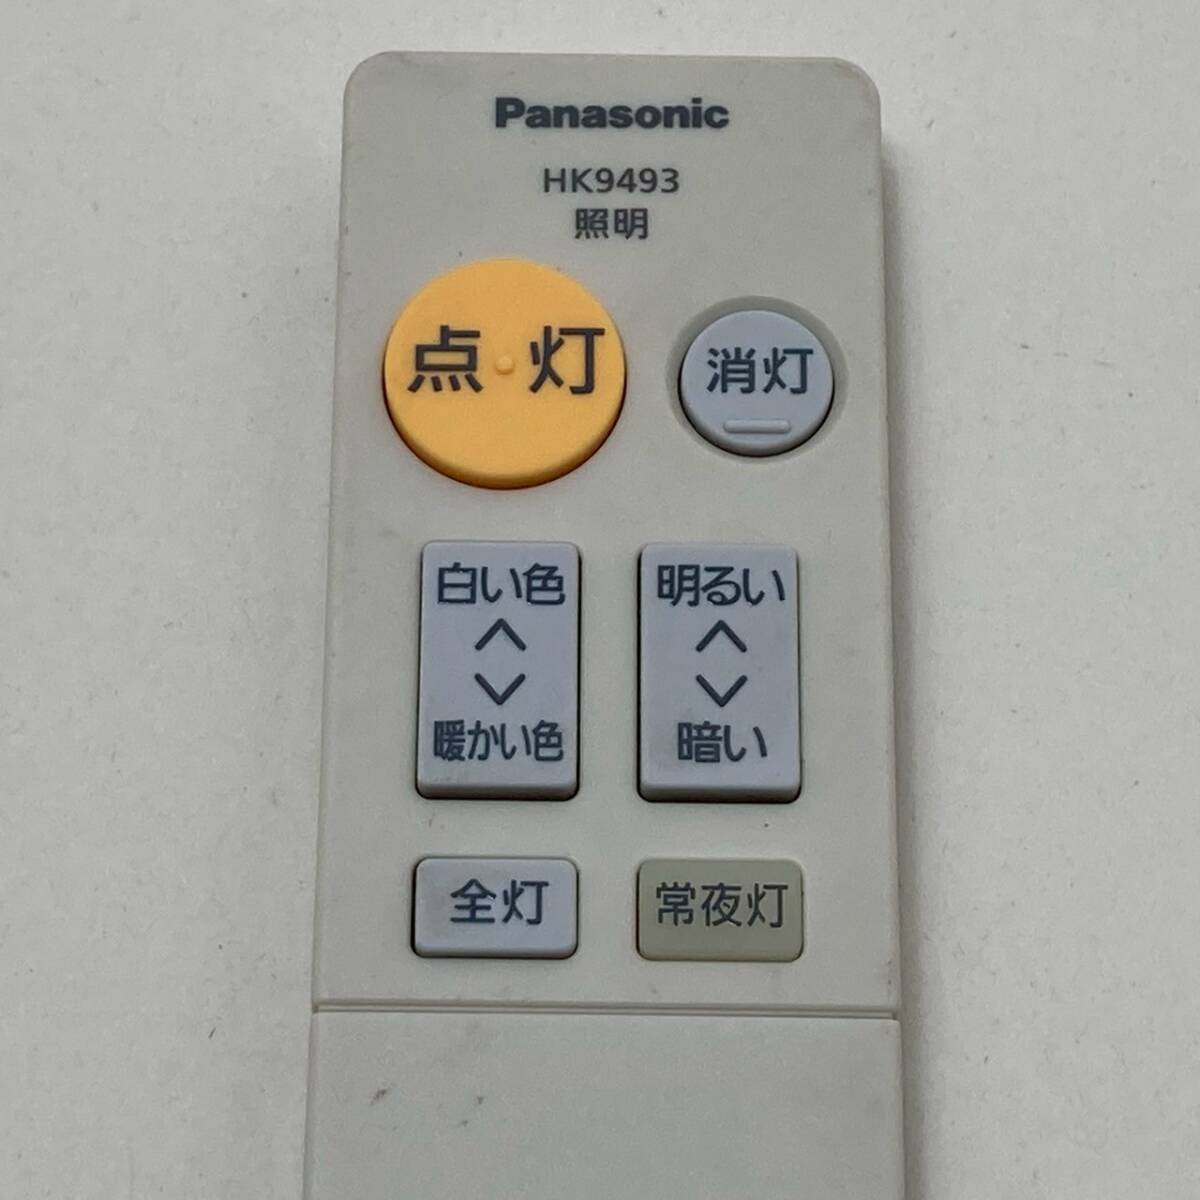 Panasonic
HK9493
照明
点灯
消灯
白い色
暖かい色
明るい
暗い
全灯
常夜灯